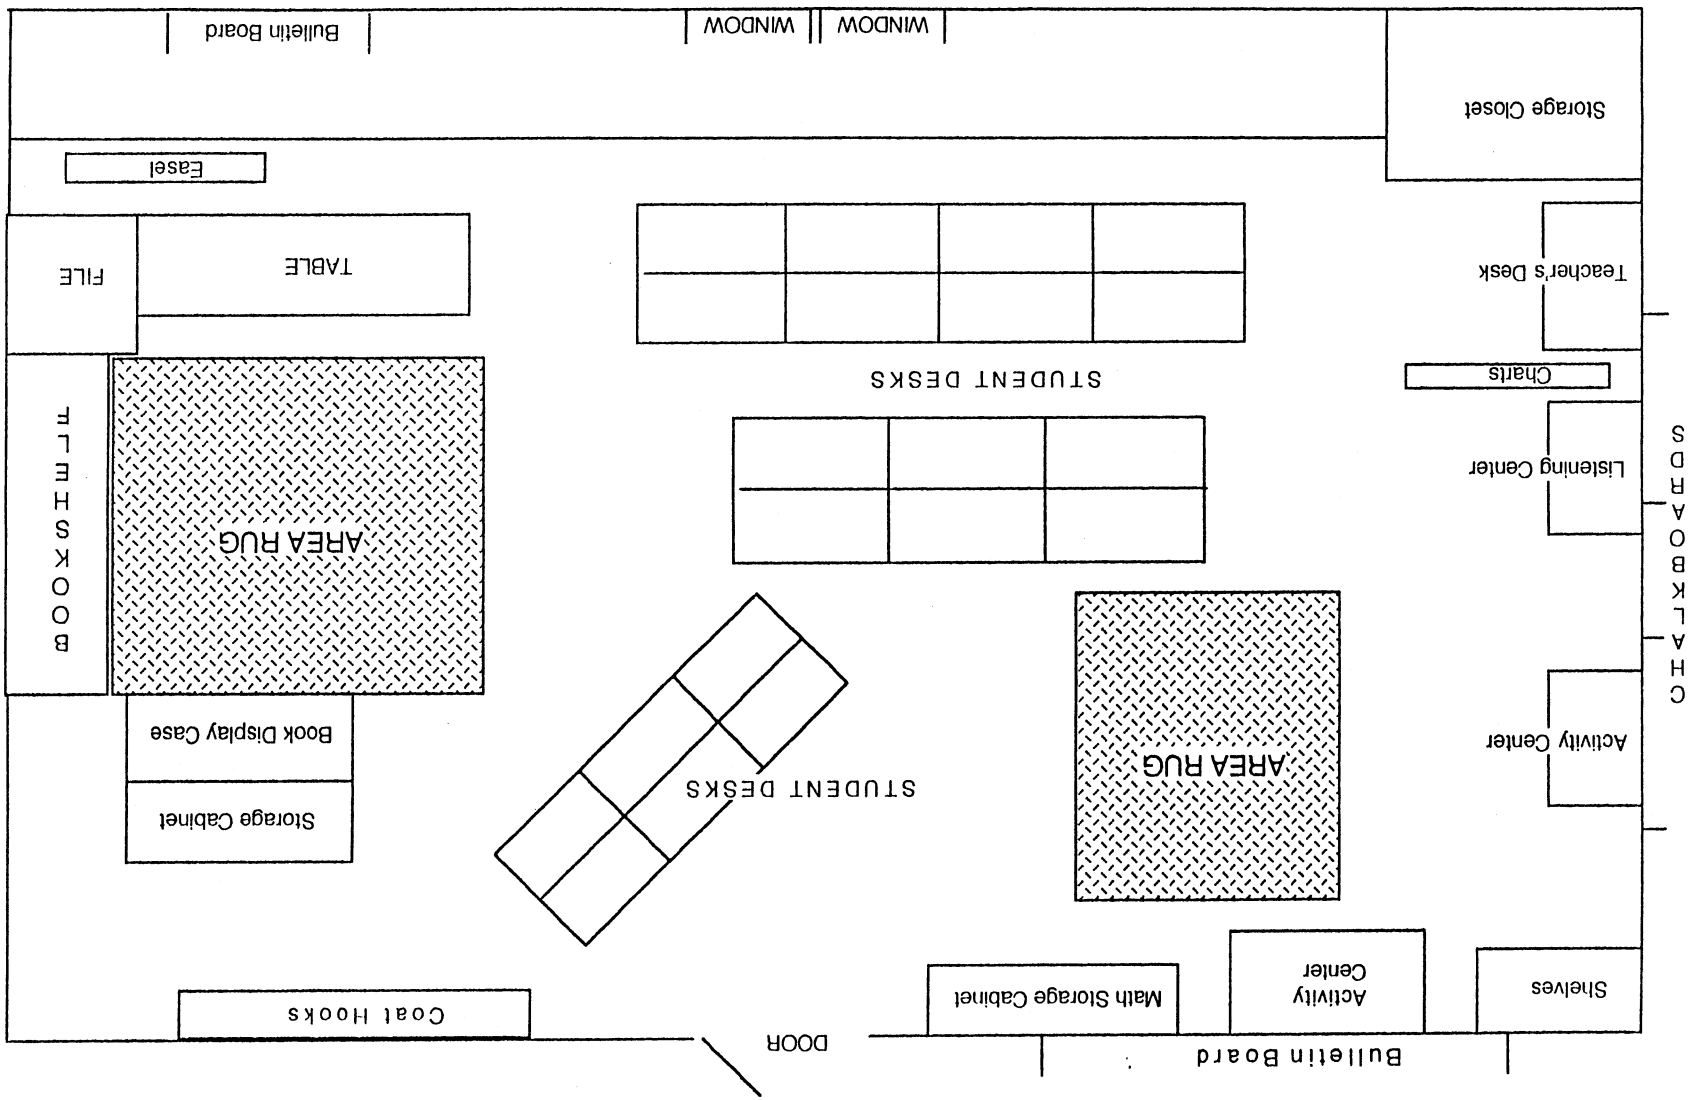 Bulletin Board
DOOR
Shelves
Activity
Center
Math Storage Cabinet
Coat Hooks
CHALKBOARDS
Activity Center
AREA RUG
STUDENT DESKS
Storage Cabinet
Book Display Case
BOOKSHELF
AREA RUG
Listening Center
Charts
STUDENT DESKS
Teacher's Desk
TABLE
FILE
Easel
Storage Closet
WINDOW
WINDOW
Bulletin Board